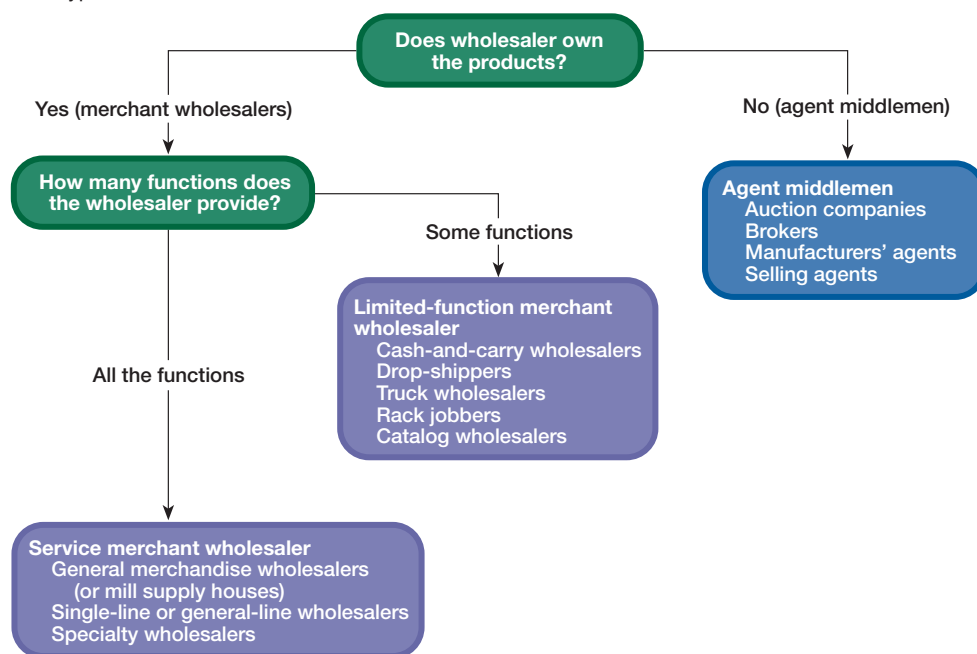 Does wholesaler own
the products?
Yes (merchant wholesalers)
No (agent middlemen)
How many functions does
the wholesaler provide?
Agent middlemen
Auction companies
Brokers
Manufacturers’ agents
Selling agents
Some functions
Limited-function merchant
wholesaler
Cash-and-carry wholesalers
Drop-shippers
Truck wholesalers
Rack jobbers
Catalog wholesalers
All the functions
Service merchant wholesaler
General merchandise wholesalers
(or mill supply houses)
Single-line or general-line wholesalers
Specialty wholesalers